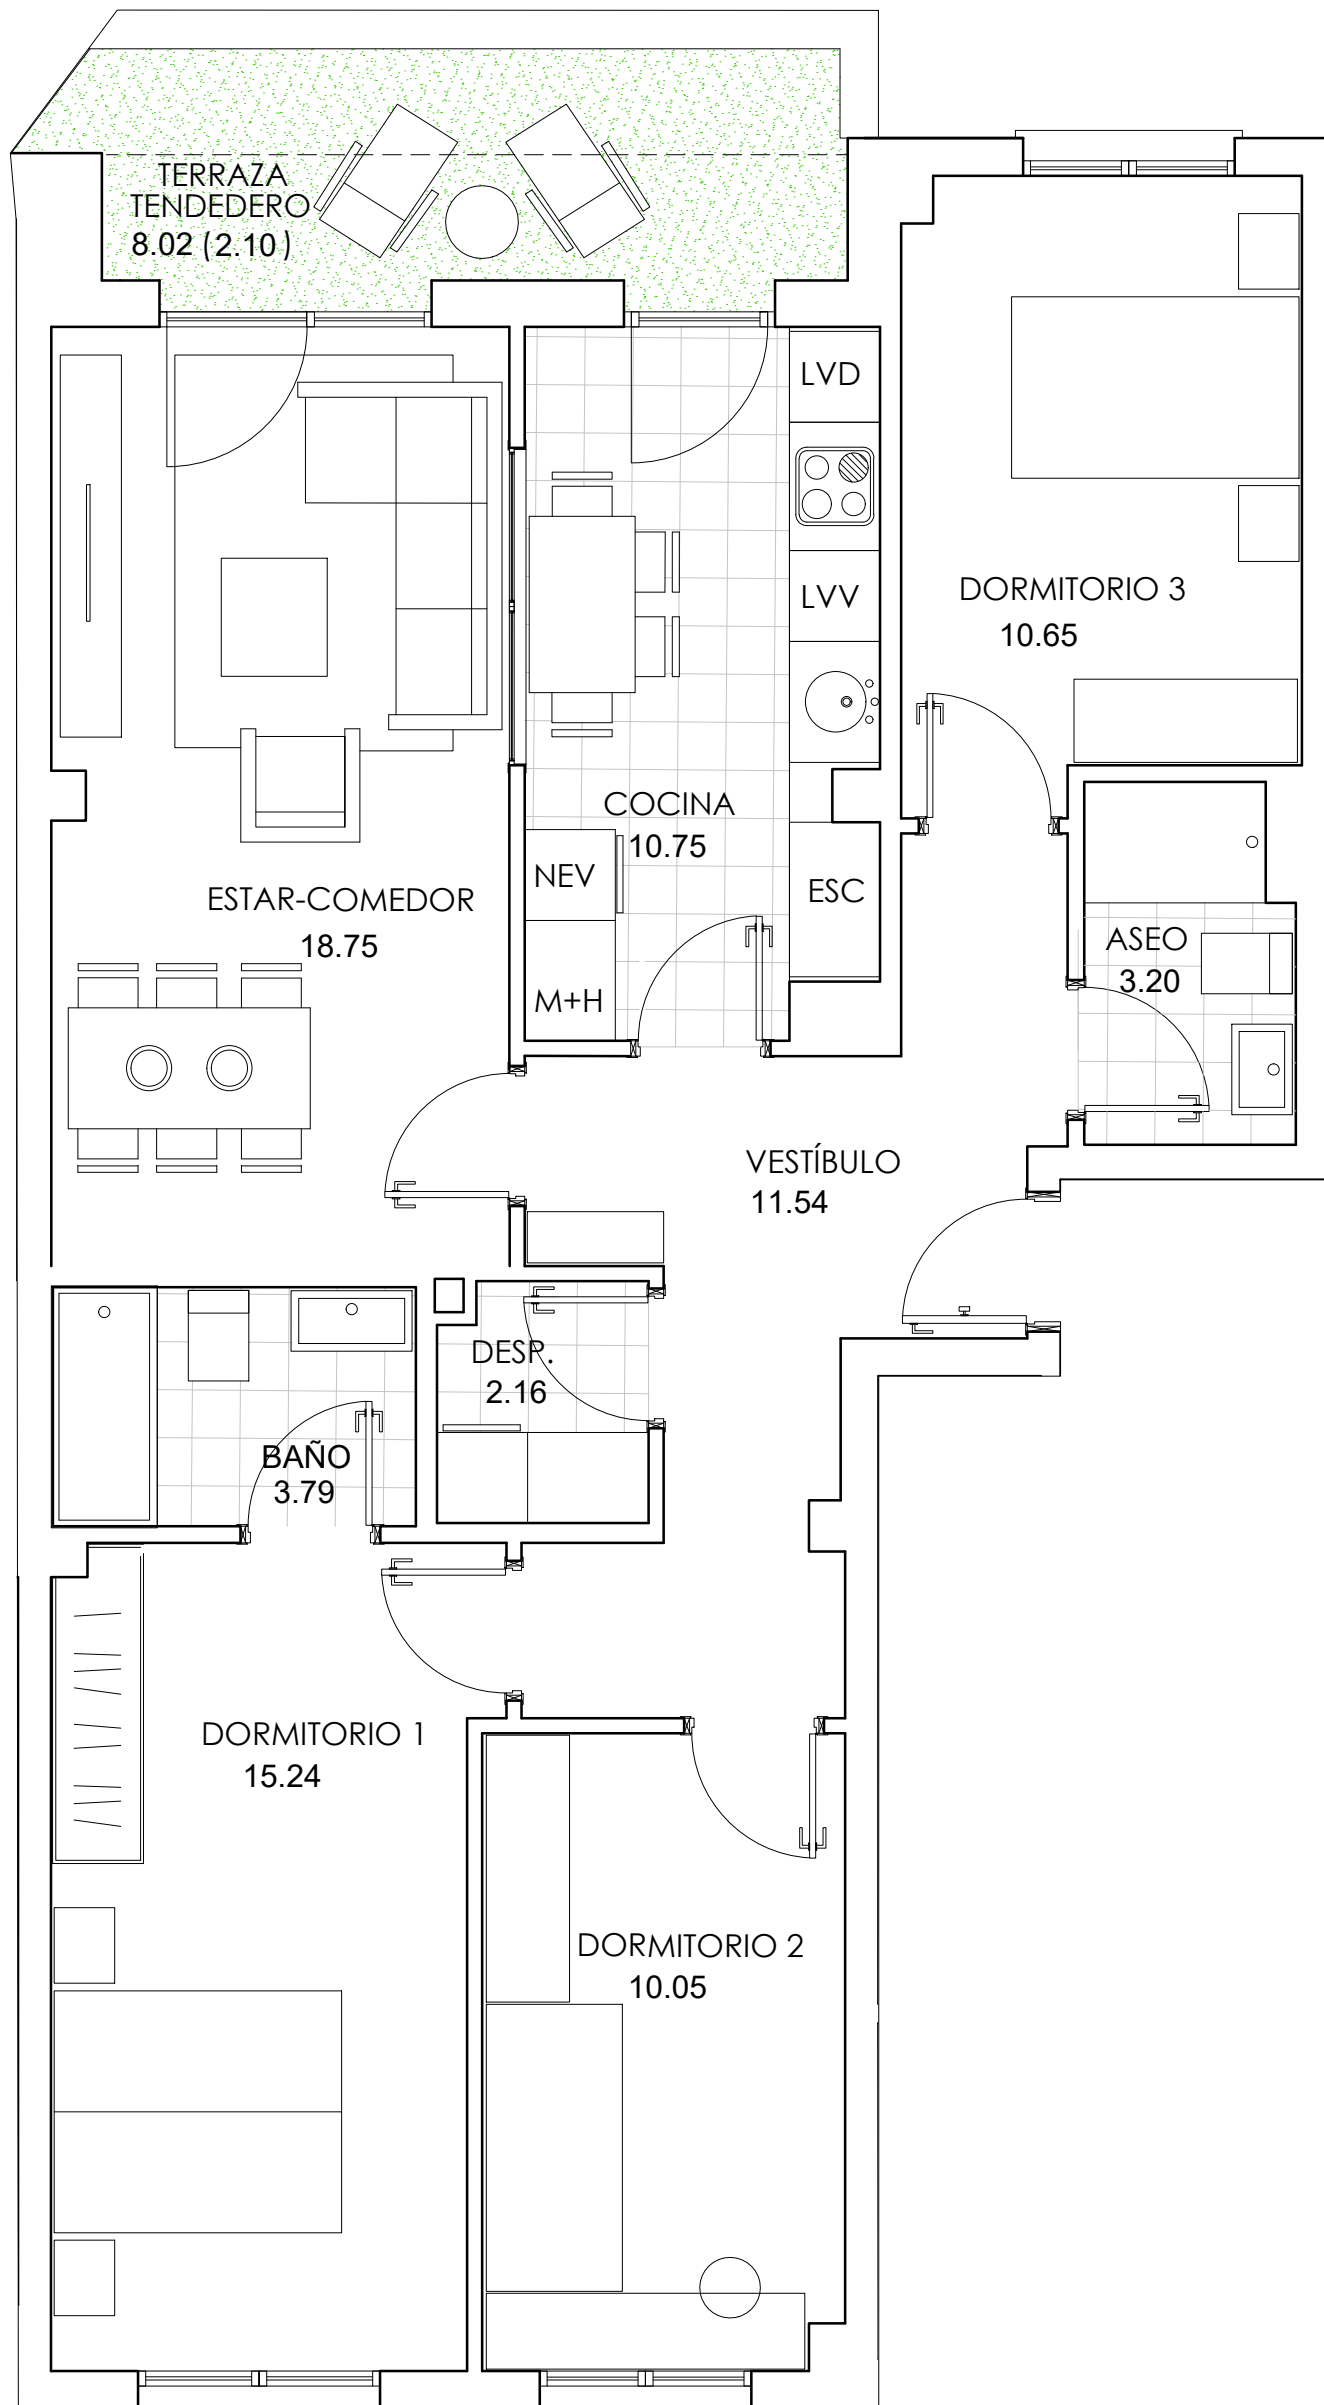 TERRAZA
TENDEDERO
8.02 (2.10)
LVD
LVV
DORMITORIO 3
10.65
COCINA
10.75
NEV
ESC
ESTAR-COMEDOR
18.75
ASEO
3.20
M+H
VESTÍBULO
11.54
DESP.
2.16
BAÑO
3.79
DORMITORIO 1
15.24
DORMITORIO 2
10.05